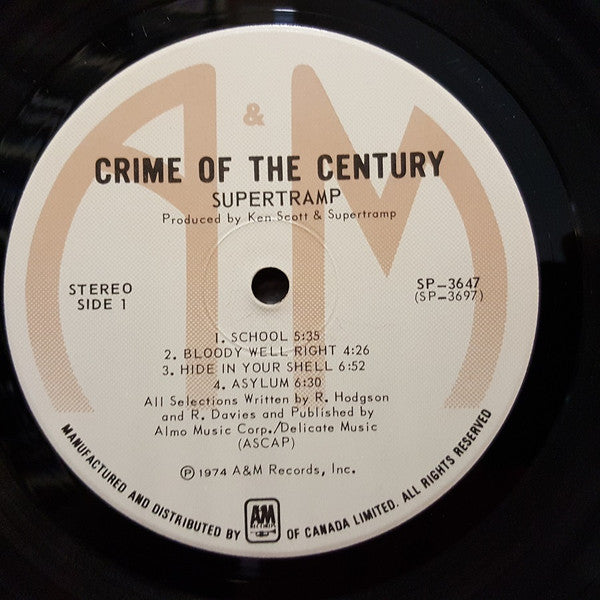 &
CRIME OF THE CENTURY
SUPERTRAMP
Produced by Ken Scott & Supertramp
STEREO
SIDE 1
SP-3647
(SP-3697)
1. SCHOOL 5:35
2. BLOODY WELL RIGHT 4:26
3. HIDE IN YOUR SHELL 6:52
4. ASYLUM 6:30
All Selections Written by R. Hodgson
and R. Davies and Published by
Almo Music Corp./Delicate Music
(ASCAP)
Ⓟ 1974 A&M Records, Inc.
MANUFACTURED AND DISTRIBUTED BY A&M RECORDS OF CANADA LIMITED. ALL RIGHTS RESERVED